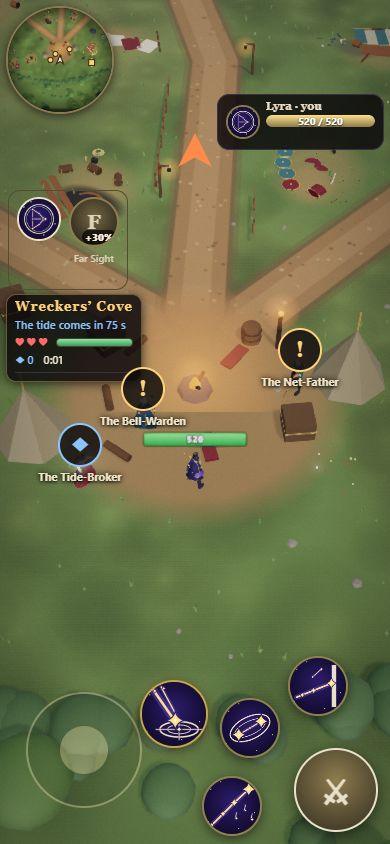 Lyra · you
520 / 520
F
+30%
Far Sight
Wreckers' Cove
The tide comes in 75 s
0 0:01
!
The Net-Father
!
The Bell-Warden
520
The Tide-Broker